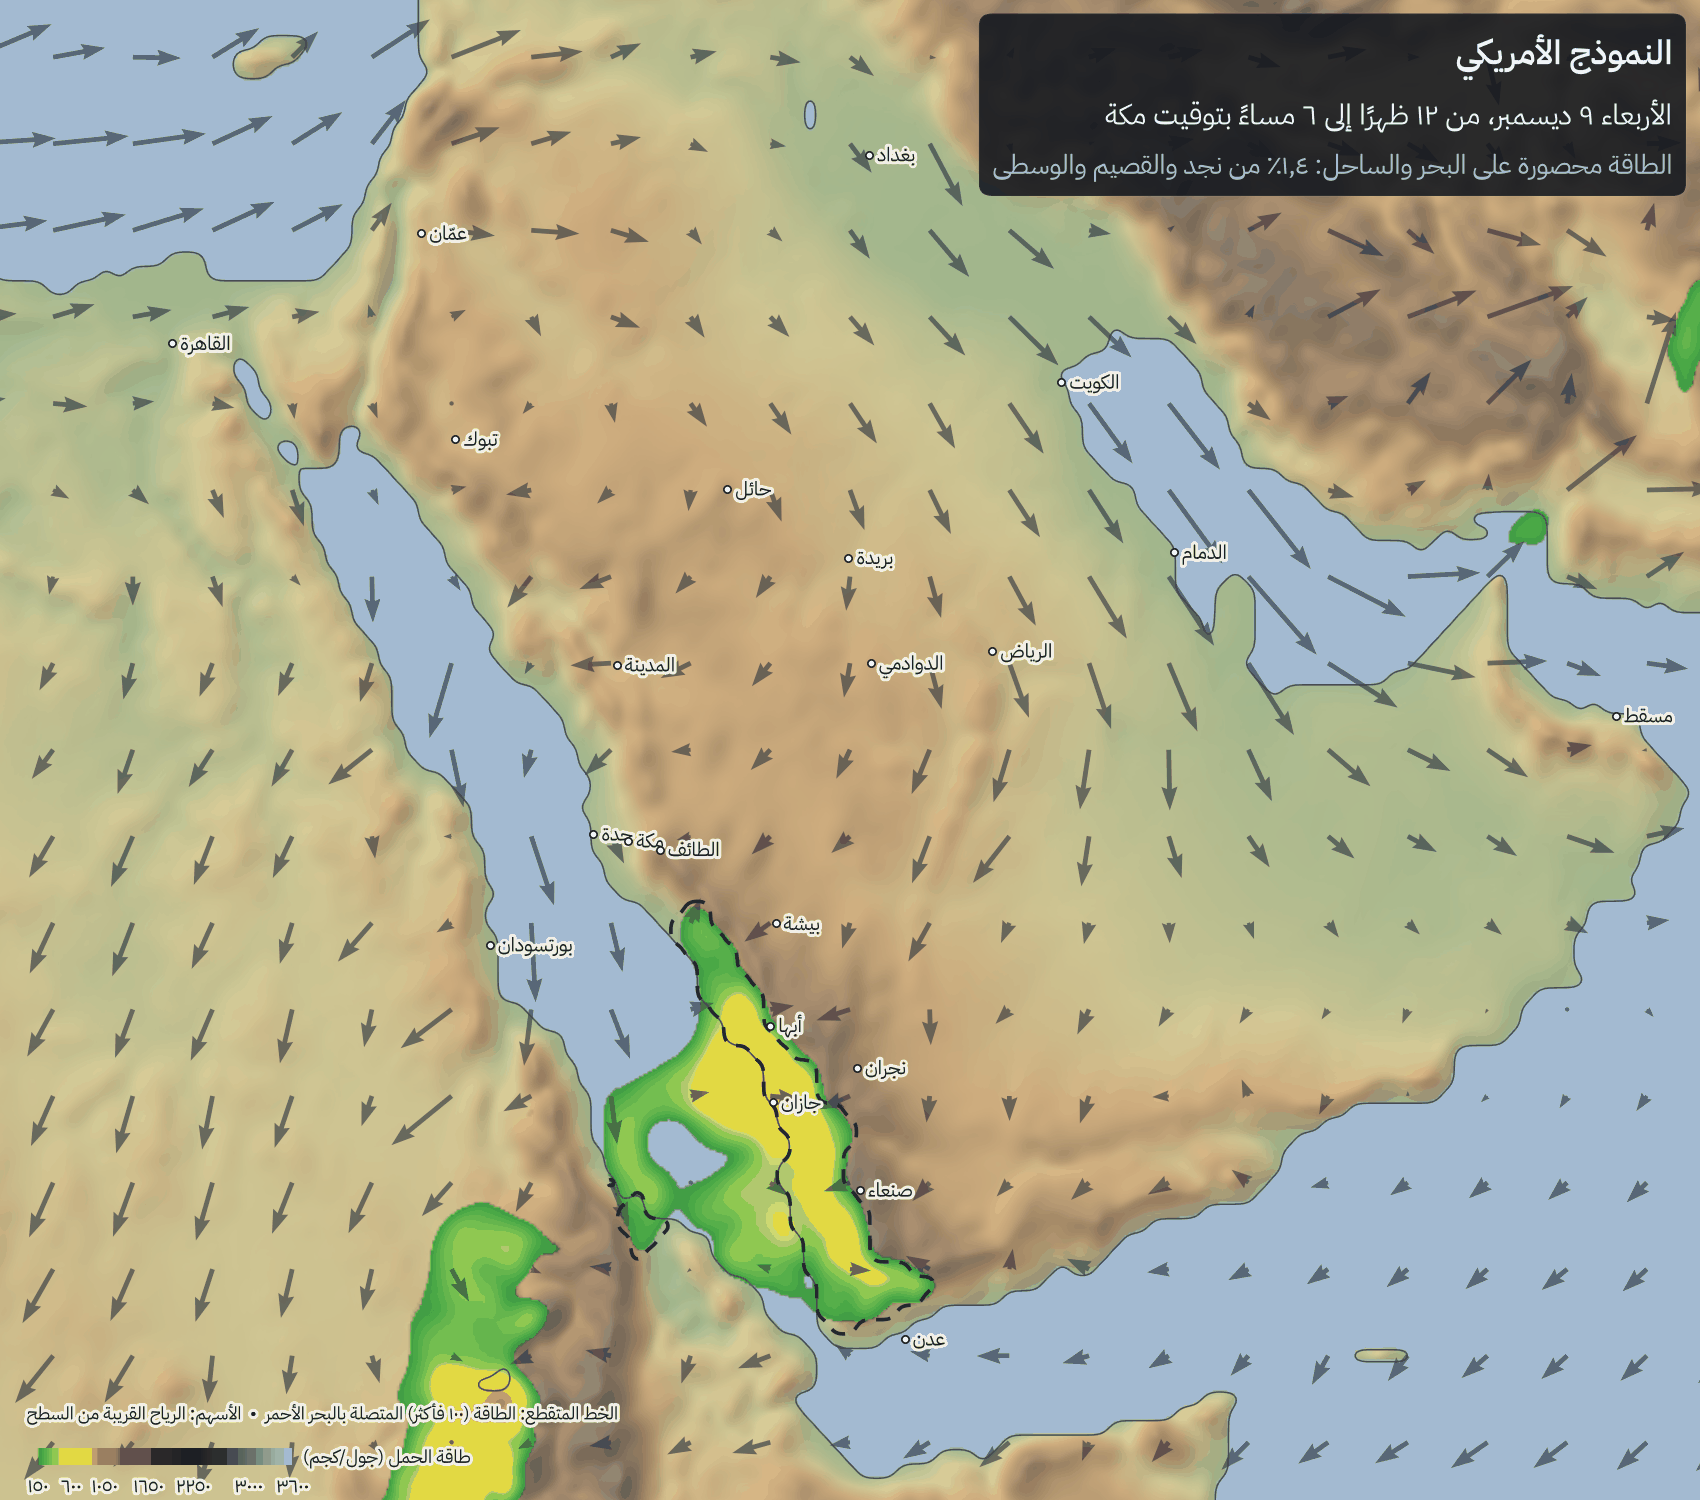 النموذج الأمريكي
الأربعاء ٩ ديسمبر، من ١٢ ظهرًا إلى ٦ مساءً بتوقيت مكة
الطاقة محصورة على البحر والساحل: ١,٤٪ من نجد والقصيم والوسطى
بغداد
عمّان
القاهرة
الكويت
تبوك
حائل
الدمام
بريدة
الرياض
الدوادمي
المدينة
مسقط
جدة
مكة
الطائف
بيشة
بورتسودان
أبها
نجران
جازان
صنعاء
عدن
الخط المتقطع: الطاقة (١٠٠ فأكثر) المتصلة بالبحر الأحمر • الأسهم: الرياح القريبة من السطح
طاقة الحمل (جول/كجم)
١٥٠ ٦٠٠ ١٠٥٠ ١٦٥٠ ٢٢٥٠ ٣٠٠٠ ٣٦٠٠